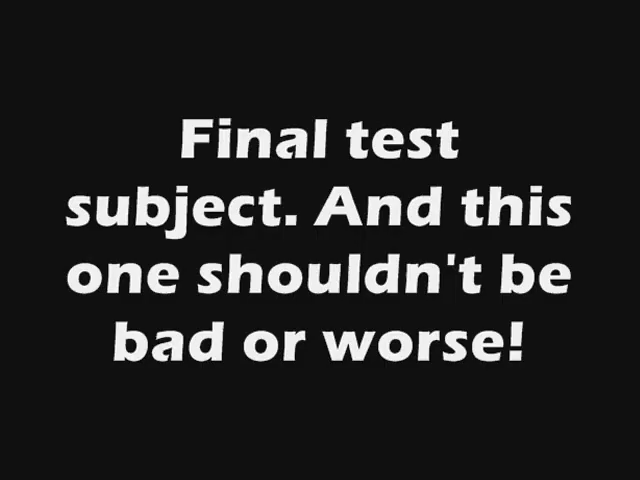 Final test
subject. And this
one shouldn't be
bad or worse!